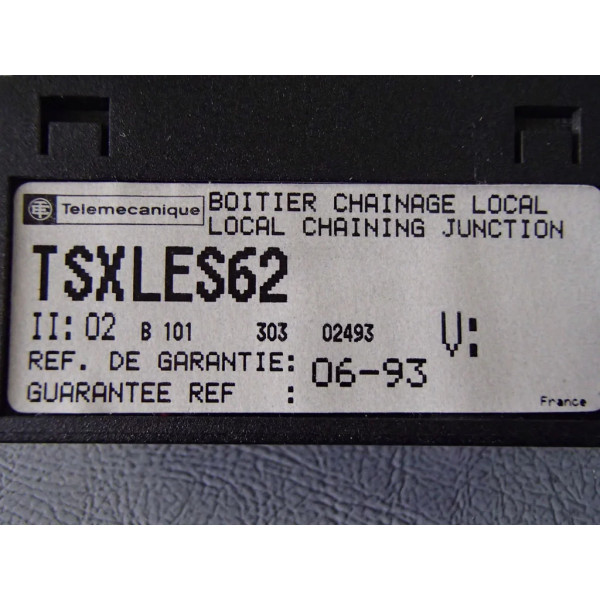 Telemecanique
BOITIER CHAINAGE LOCAL
LOCAL CHAINING JUNCTION
TSXLES62
II: 02 B 101 303 02493 V:
REF. DE GARANTIE: 06-93
GUARANTEE REF :
France